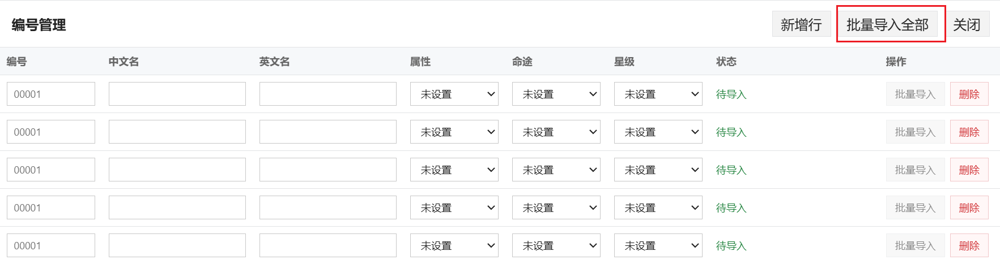 编号管理 新增行 批量导入全部 关闭
编号 中文名 英文名 属性 命途 星级 状态 操作
00001 未设置 未设置 未设置 待导入 批量导入 删除
00001 未设置 未设置 未设置 待导入 批量导入 删除
00001 未设置 未设置 未设置 待导入 批量导入 删除
00001 未设置 未设置 未设置 待导入 批量导入 删除
00001 未设置 未设置 未设置 待导入 批量导入 删除